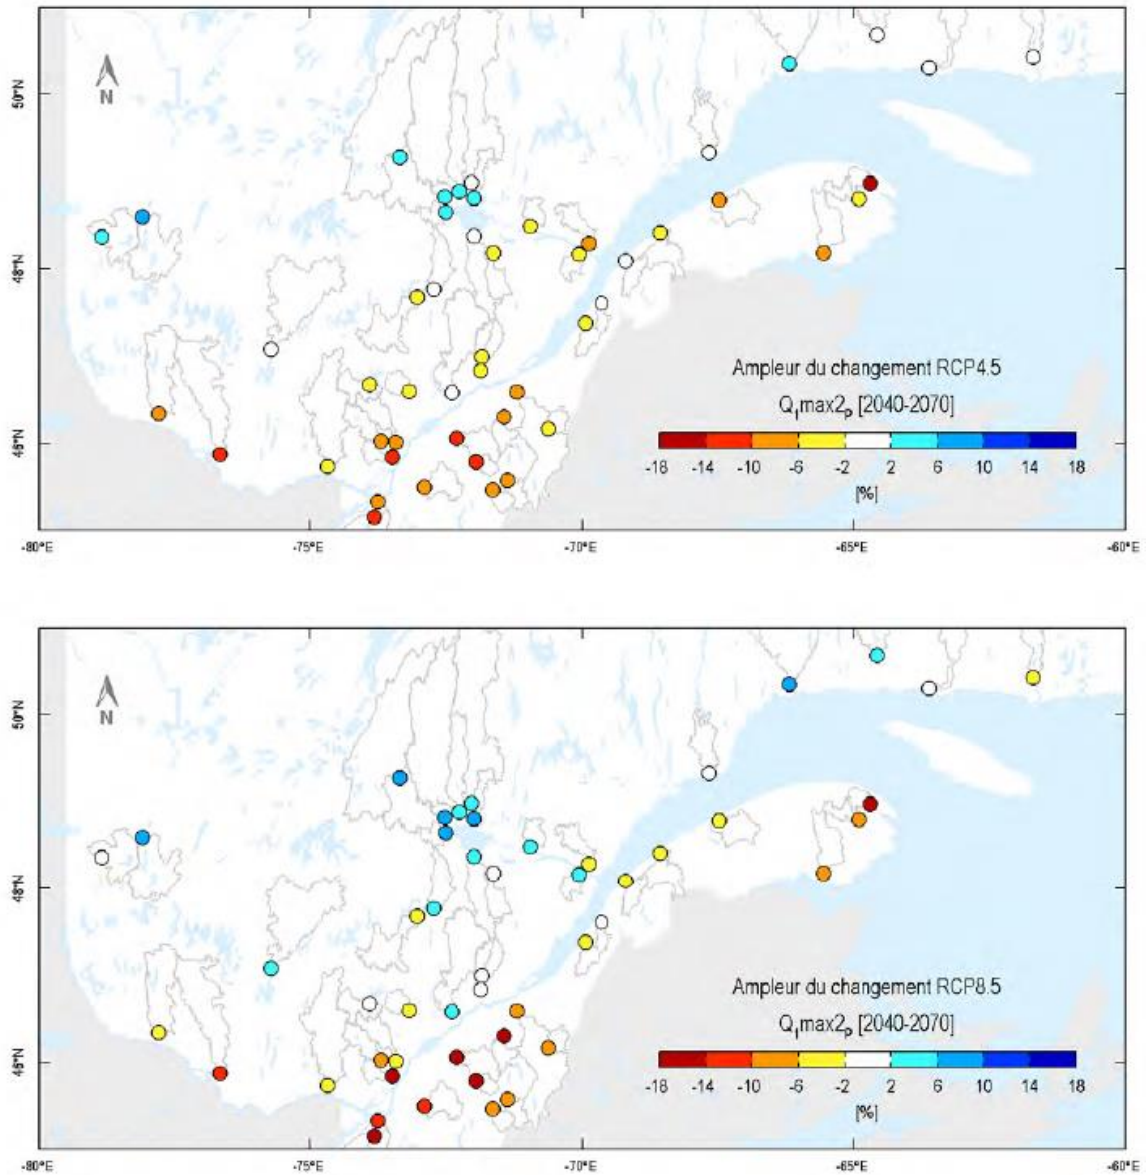 N
50°N
48°N
46°N
Ampleur du changement RCP4.5
Q₁max2ₚ [2040-2070]
-18 -14 -10 -6 -2 2 6 10 14 18
[%]
-80°E -75°E -70°E -65°E -60°E
N
50°N
48°N
46°N
Ampleur du changement RCP8.5
Q₁max2ₚ [2040-2070]
-18 -14 -10 -6 -2 2 6 10 14 18
[%]
-80°E -75°E -70°E -65°E -60°E